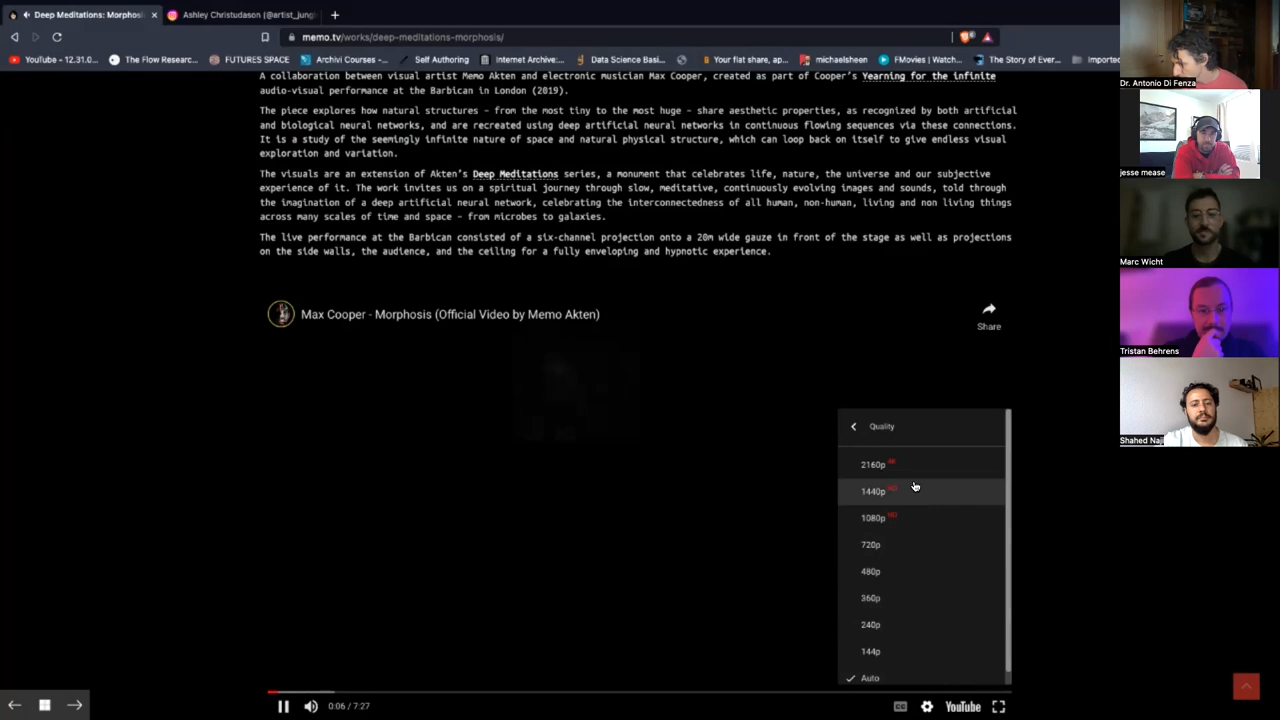 Deep Meditations: Morphosis
Ashley Christudason (@artist_jungl
memo.tv/works/deep-meditations-morphosis/
YouTube - 12.31.0...
The Flow Researc...
FUTURES SPACE
Archivi Courses -...
Self Authoring
Internet Archive:...
Data Science Basi...
Your flat share, ap...
michaelsheen
FMovies | Watch...
The Story of Ever...
Imported
A collaboration between visual artist Memo Akten and electronic musician Max Cooper, created as part of Cooper's Yearning for the infinite
audio-visual performance at the Barbican in London (2019).
The piece explores how natural structures – from the most tiny to the most huge – share aesthetic properties, as recognized by both artificial
and biological neural networks, and are recreated using deep artificial neural networks in continuous flowing sequences via these connections.
It is a study of the seemingly infinite nature of space and natural physical structure, which can loop back on itself to give endless visual
exploration and variation.
The visuals are an extension of Akten's Deep Meditations series, a monument that celebrates life, nature, the universe and our subjective
experience of it. The work invites us on a spiritual journey through slow, meditative, continuously evolving images and sounds, told through
the imagination of a deep artificial neural network, celebrating the interconnectedness of all human, non-human, living and non living things
across many scales of time and space – from microbes to galaxies.
The live performance at the Barbican consisted of a six-channel projection onto a 20m wide gauze in front of the stage as well as projections
on the side walls, the audience, and the ceiling for a fully enveloping and hypnotic experience.
Max Cooper - Morphosis (Official Video by Memo Akten)
Share
Quality
2160p 4K
1440p HD
1080p HD
720p
480p
360p
240p
144p
Auto
0:06 / 7:27
CC
YouTube
Dr. Antonio Di Fenza
jesse mease
Marc Wicht
Tristan Behrens
Shahed Naji